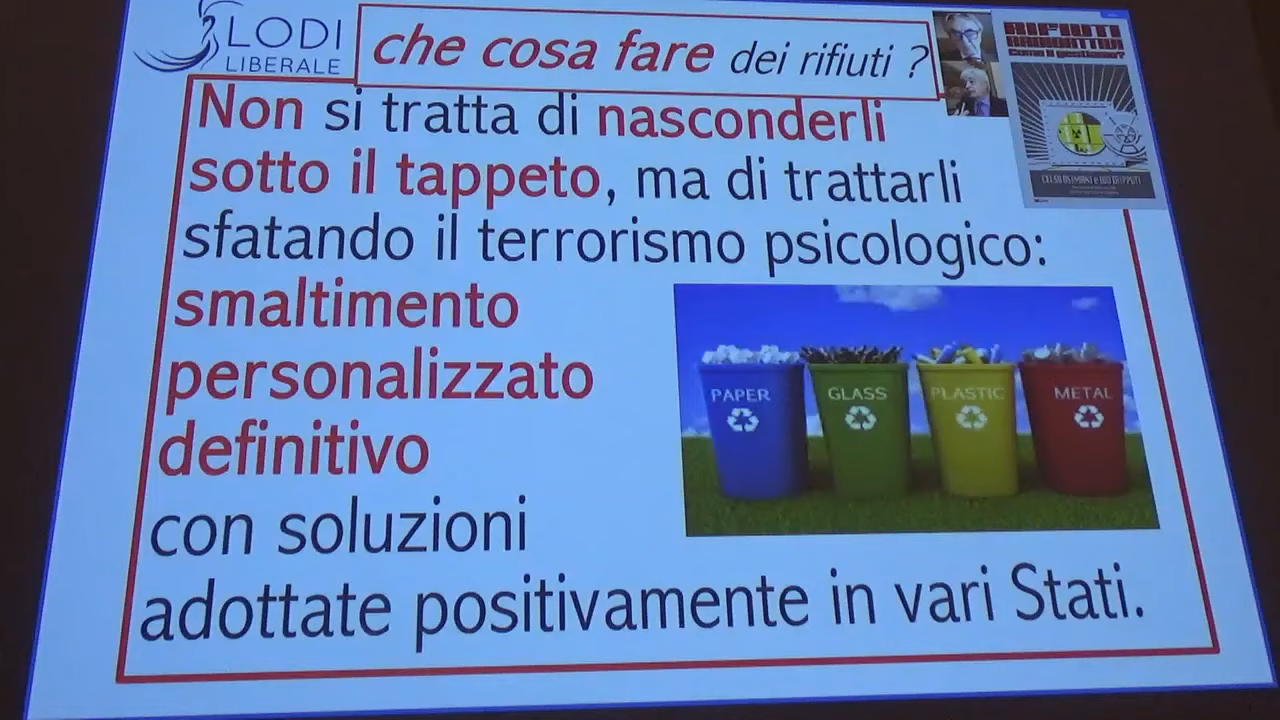 LODI
LIBERALE
che cosa fare dei rifiuti ?
RIFIUTI
Non si tratta di nasconderli
sotto il tappeto, ma di trattarli
sfatando il terrorismo psicologico:
smaltimento
personalizzato
definitivo
con soluzioni
adottate positivamente in vari Stati.
PAPER
GLASS
PLASTIC
METAL